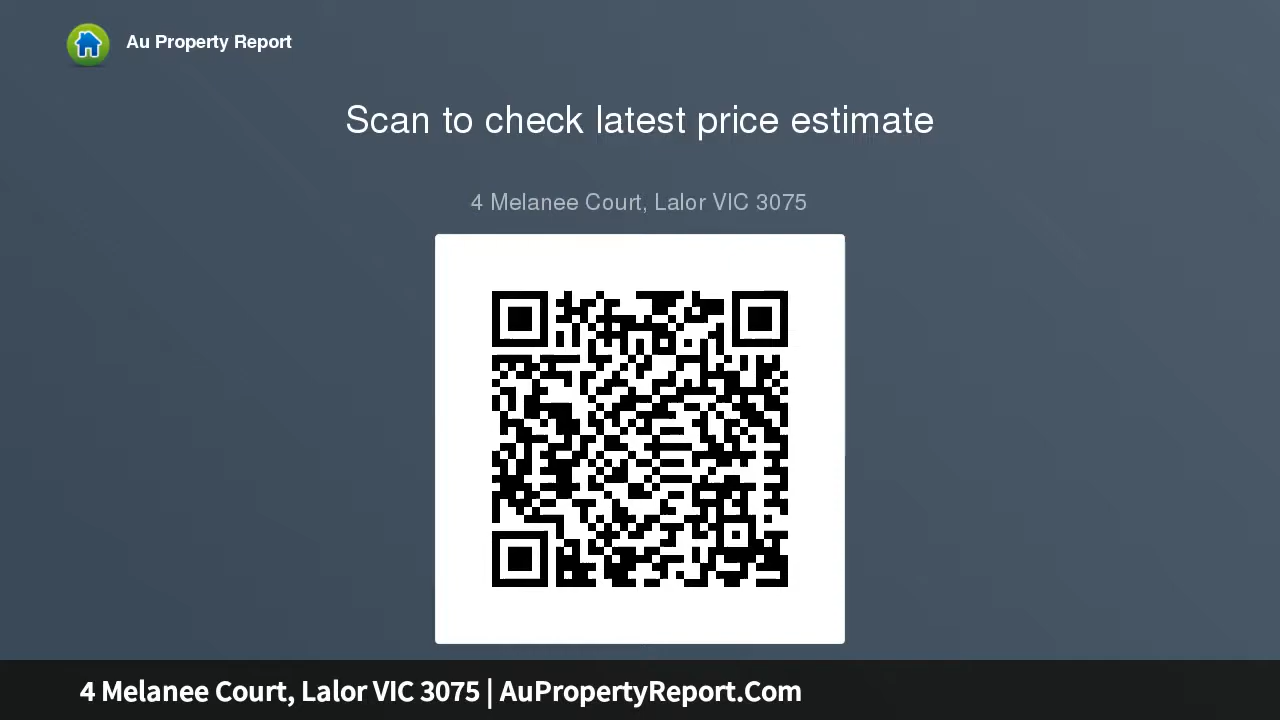 Au Property Report
Scan to check latest price estimate
4 Melanee Court, Lalor VIC 3075
4 Melanee Court, Lalor VIC 3075 | AuPropertyReport.Com